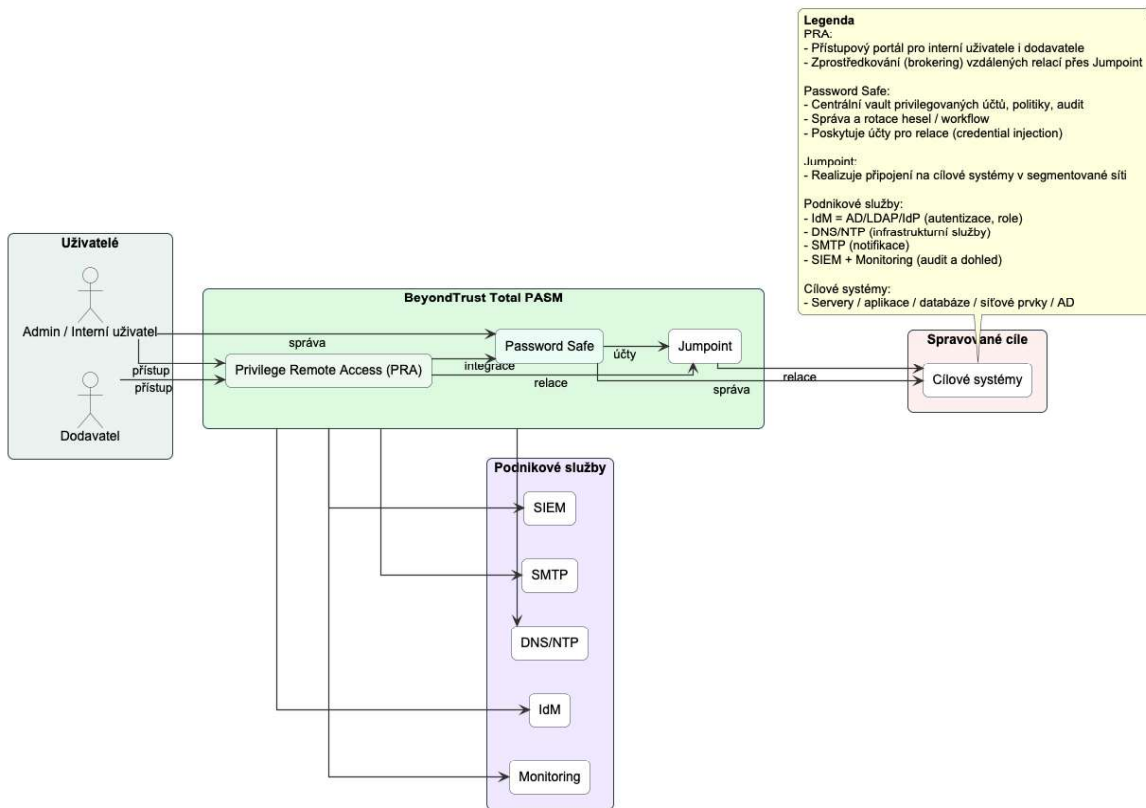 Legenda
PRA:
- Přístupový portál pro interní uživatele i dodavatele
- Zprostředkování (brokering) vzdálených relací přes Jumpoint
Password Safe:
- Centrální vault privilegovaných účtů, politiky, audit
- Správa a rotace hesel / workflow
- Poskytuje účty pro relace (credential injection)
Jumpoint:
- Realizuje připojení na cílové systémy v segmentované síti
Podnikové služby:
- IdM = AD/LDAP/IdP (autentizace, role)
- DNS/NTP (infrastrukturní služby)
- SMTP (notifikace)
- SIEM + Monitoring (audit a dohled)
Cílové systémy:
- Servery / aplikace / databáze / síťové prvky / AD
Uživatelé
Admin / Interní uživatel
Dodavatel
BeyondTrust Total PASM
správa
přístup
přístup
Privilege Remote Access (PRA)
integrace
Password Safe
účty
relace
Jumpoint
správa
relace
Spravované cíle
Cílové systémy
Podnikové služby
SIEM
SMTP
DNS/NTP
IdM
Monitoring